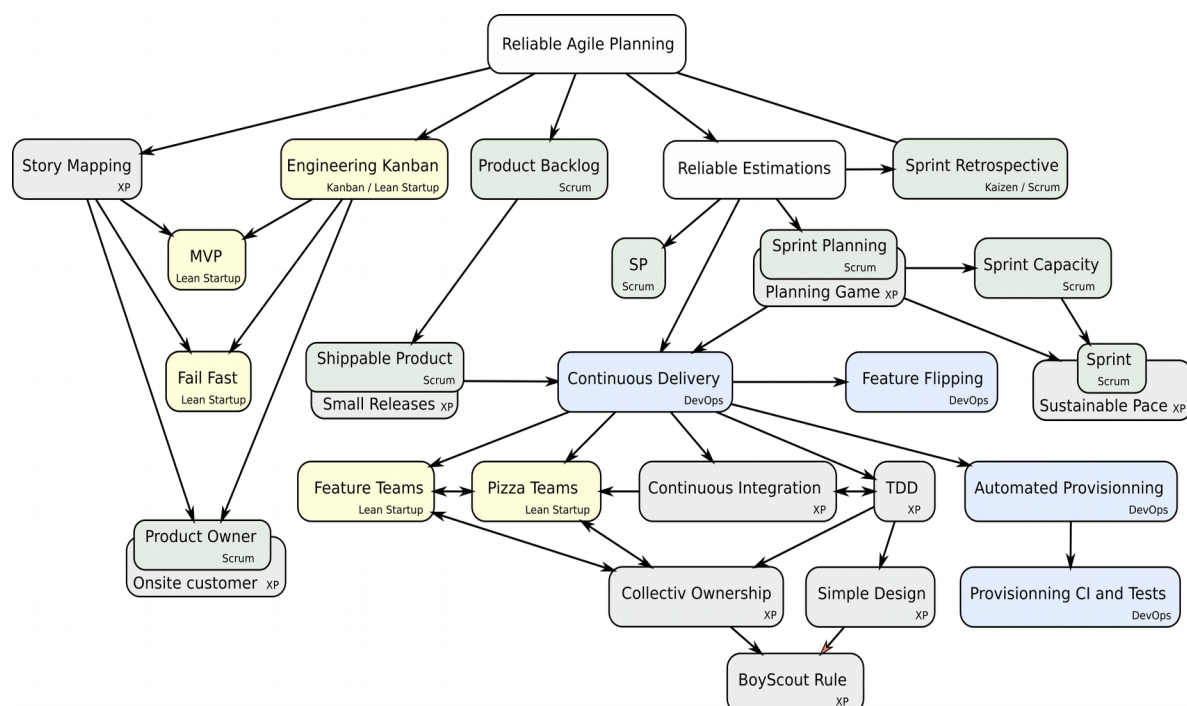 Reliable Agile Planning
Story Mapping
XP
Engineering Kanban
Kanban / Lean Startup
Product Backlog
Scrum
Reliable Estimations
Sprint Retrospective
Kaizen / Scrum
MVP
Lean Startup
SP
Scrum
Sprint Planning
Scrum
Planning Game XP
Sprint Capacity
Scrum
Fail Fast
Lean Startup
Shippable Product
Scrum
Small Releases XP
Continuous Delivery
DevOps
Feature Flipping
DevOps
Sprint
Scrum
Sustainable Pace XP
Feature Teams
Lean Startup
Pizza Teams
Lean Startup
Continuous Integration
XP
TDD
XP
Automated Provisionning
DevOps
Product Owner
Scrum
Onsite customer XP
Collectiv Ownership
XP
Simple Design
XP
Provisionning CI and Tests
DevOps
BoyScout Rule
XP